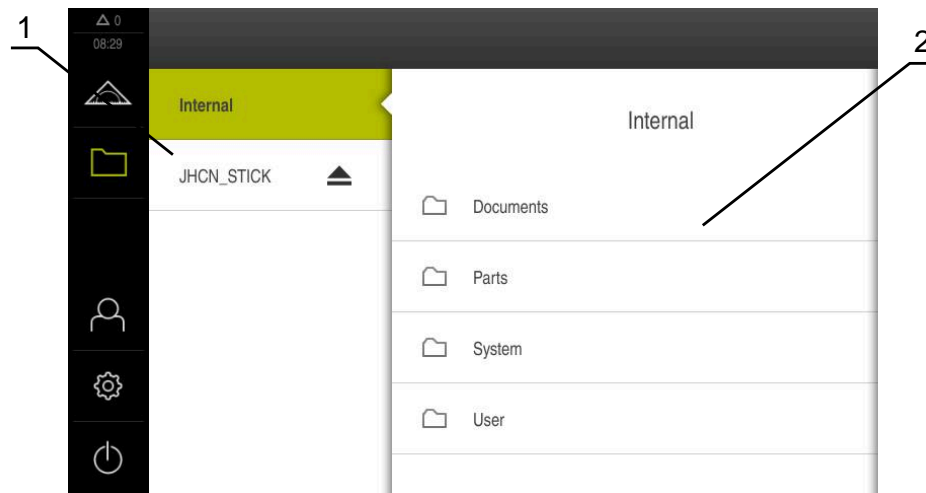 1
2
0
08:29
Internal
JHCN_STICK
Internal
Documents
Parts
System
User